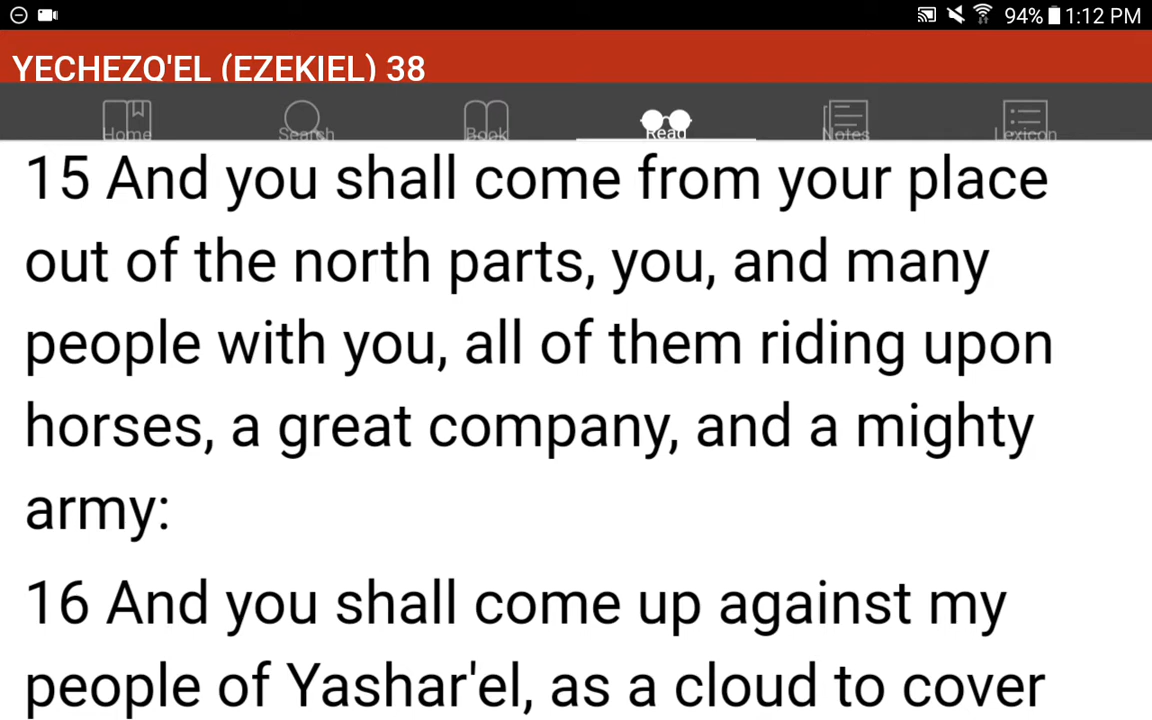 94% 1:12 PM
YECHEZQ'EL (EZEKIEL) 38
Home Search Book Read Notes Lexicon
15 And you shall come from your place
out of the north parts, you, and many
people with you, all of them riding upon
horses, a great company, and a mighty
army:
16 And you shall come up against my
people of Yashar'el, as a cloud to cover